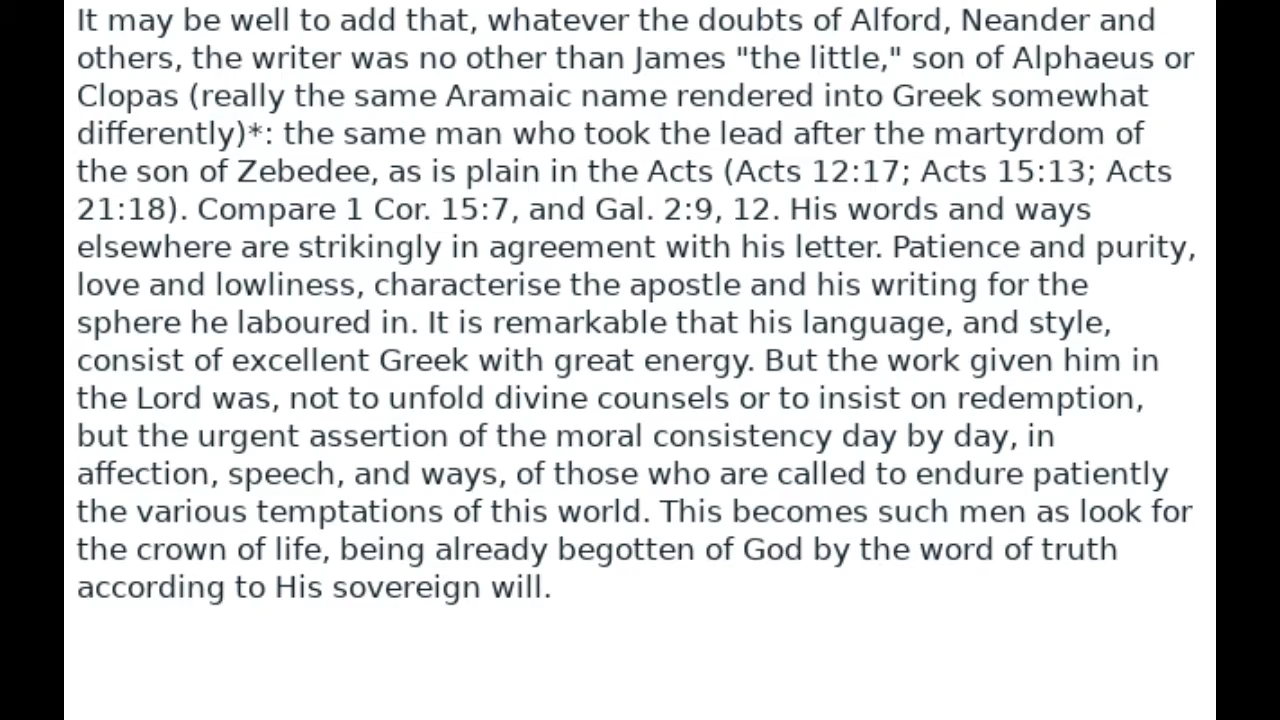 It may be well to add that, whatever the doubts of Alford, Neander and
others, the writer was no other than James "the little," son of Alphaeus or
Clopas (really the same Aramaic name rendered into Greek somewhat
differently)*: the same man who took the lead after the martyrdom of
the son of Zebedee, as is plain in the Acts (Acts 12:17; Acts 15:13; Acts
21:18). Compare 1 Cor. 15:7, and Gal. 2:9, 12. His words and ways
elsewhere are strikingly in agreement with his letter. Patience and purity,
love and lowliness, characterise the apostle and his writing for the
sphere he laboured in. It is remarkable that his language, and style,
consist of excellent Greek with great energy. But the work given him in
the Lord was, not to unfold divine counsels or to insist on redemption,
but the urgent assertion of the moral consistency day by day, in
affection, speech, and ways, of those who are called to endure patiently
the various temptations of this world. This becomes such men as look for
the crown of life, being already begotten of God by the word of truth
according to His sovereign will.